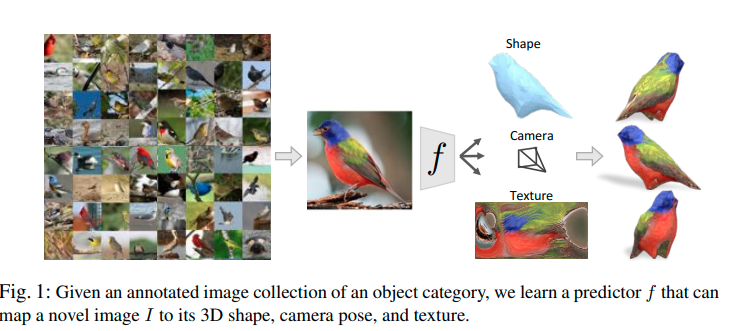 Shape
Camera
f
Texture
Fig. 1: Given an annotated image collection of an object category, we learn a predictor f that can
map a novel image I to its 3D shape, camera pose, and texture.